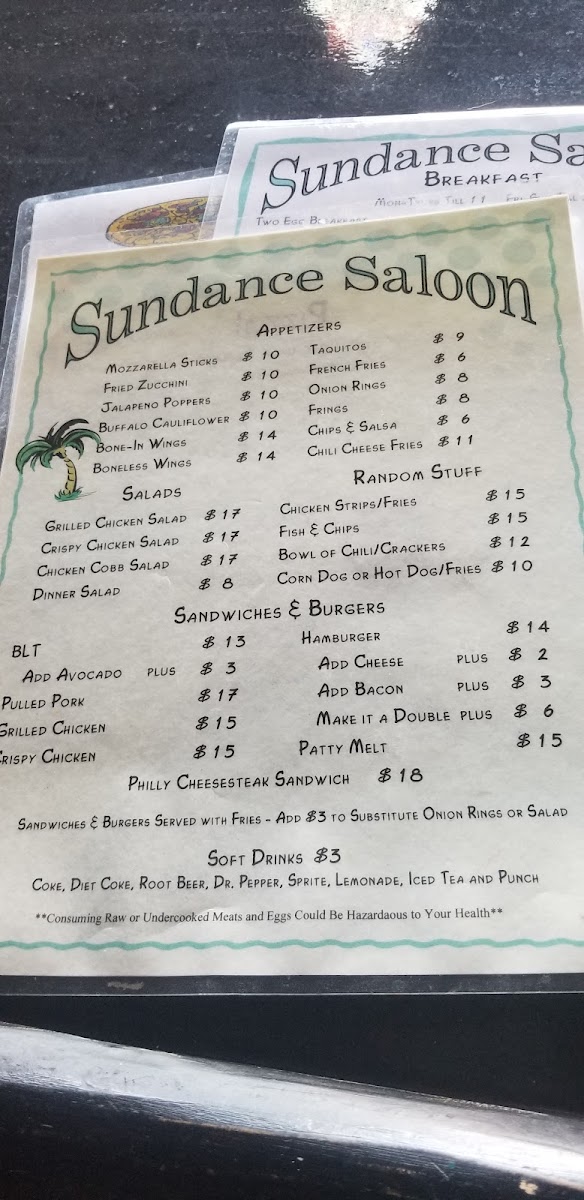 Sundance Sa
BREAKFAST
TWO EGG BREAKFAST
Sundance Saloon
APPETIZERS
MOZZARELLA STICKS $ 10
FRIED ZUCCHINI $ 10
JALAPENO POPPERS $ 10
BUFFALO CAULIFLOWER $ 10
BONE-IN WINGS $ 14
BONELESS WINGS $ 14
TAQUITOS $ 9
FRENCH FRIES $ 6
ONION RINGS $ 8
FRINGS $ 8
CHIPS & SALSA $ 6
CHILI CHEESE FRIES $ 11
SALADS
GRILLED CHICKEN SALAD $ 17
CRISPY CHICKEN SALAD $ 17
CHICKEN COBB SALAD $ 17
DINNER SALAD $ 8
RANDOM STUFF
CHICKEN STRIPS/FRIES $ 15
FISH & CHIPS $ 15
BOWL OF CHILI/CRACKERS $ 12
CORN DOG OR HOT DOG/FRIES $ 10
SANDWICHES & BURGERS
BLT $ 13
ADD AVOCADO PLUS $ 3
PULLED PORK $ 17
GRILLED CHICKEN $ 15
CRISPY CHICKEN $ 15
HAMBURGER $ 14
ADD CHEESE PLUS $ 2
ADD BACON PLUS $ 3
MAKE IT A DOUBLE PLUS $ 6
PATTY MELT $ 15
PHILLY CHEESESTEAK SANDWICH $ 18
SANDWICHES & BURGERS SERVED WITH FRIES - ADD $3 TO SUBSTITUTE ONION RINGS OR SALAD
SOFT DRINKS $3
COKE, DIET COKE, ROOT BEER, DR. PEPPER, SPRITE, LEMONADE, ICED TEA AND PUNCH
**Consuming Raw or Undercooked Meats and Eggs Could Be Hazardaous to Your Health**